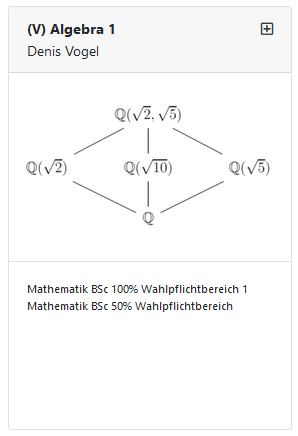 (V) Algebra 1
Denis Vogel
ℚ(√2, √5)
ℚ(√2) ℚ(√10) ℚ(√5)
ℚ
Mathematik BSc 100% Wahlpflichtbereich 1
Mathematik BSc 50% Wahlpflichtbereich